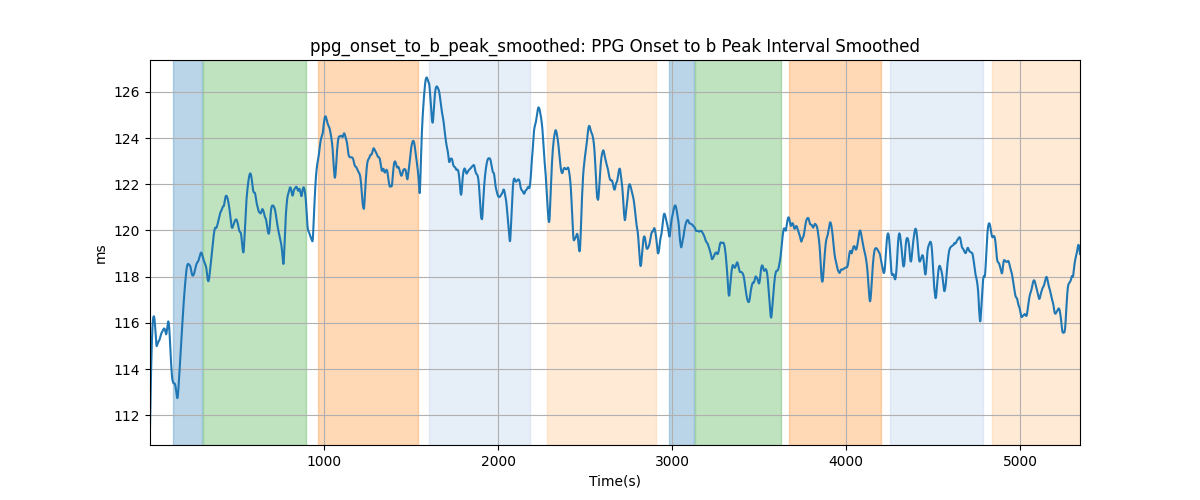 ppg_onset_to_b_peak_smoothed: PPG Onset to b Peak Interval Smoothed
126
124
122
120
118
116
114
112
ms
1000 2000 3000 4000 5000
Time(s)